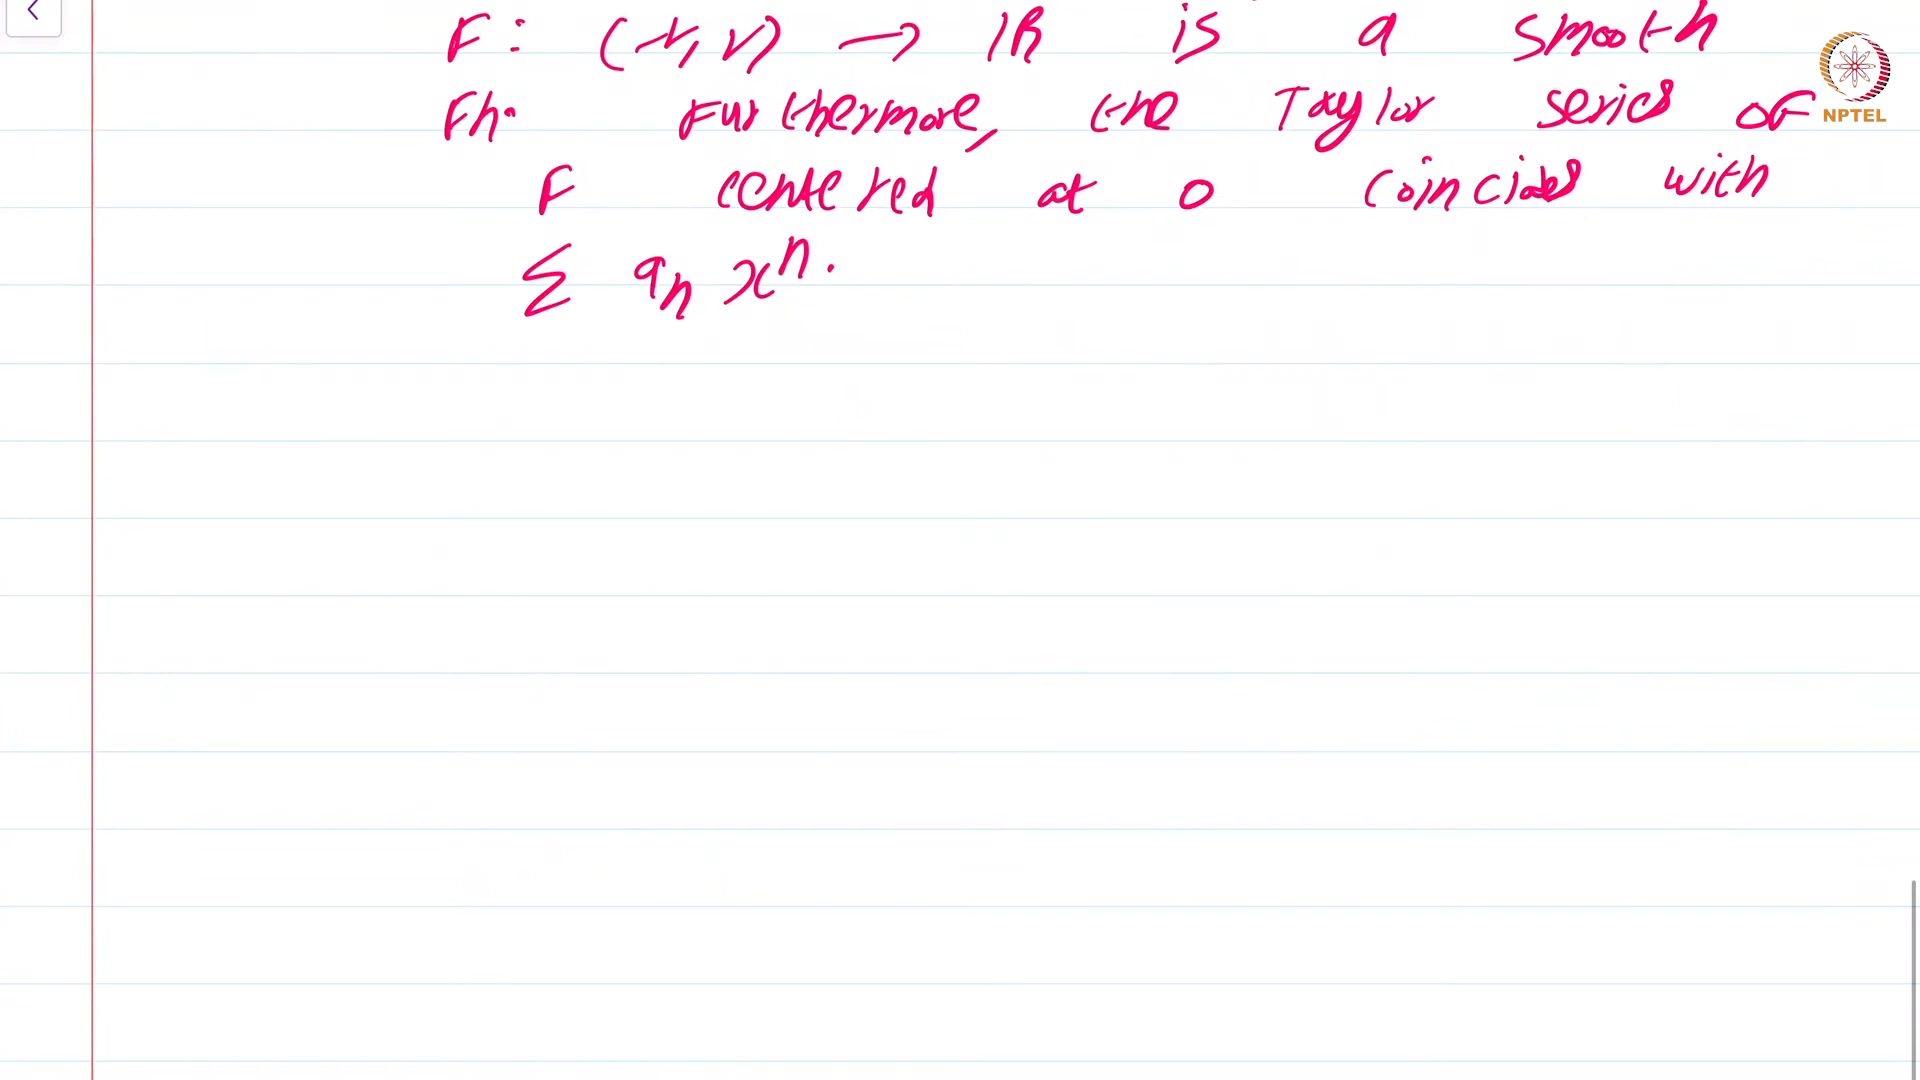 F: (-r, r) → ℝ is a smooth
Fn. Furthermore, the Taylor series of
F centered at 0 coincides with
Σ aₙ xⁿ.
NPTEL